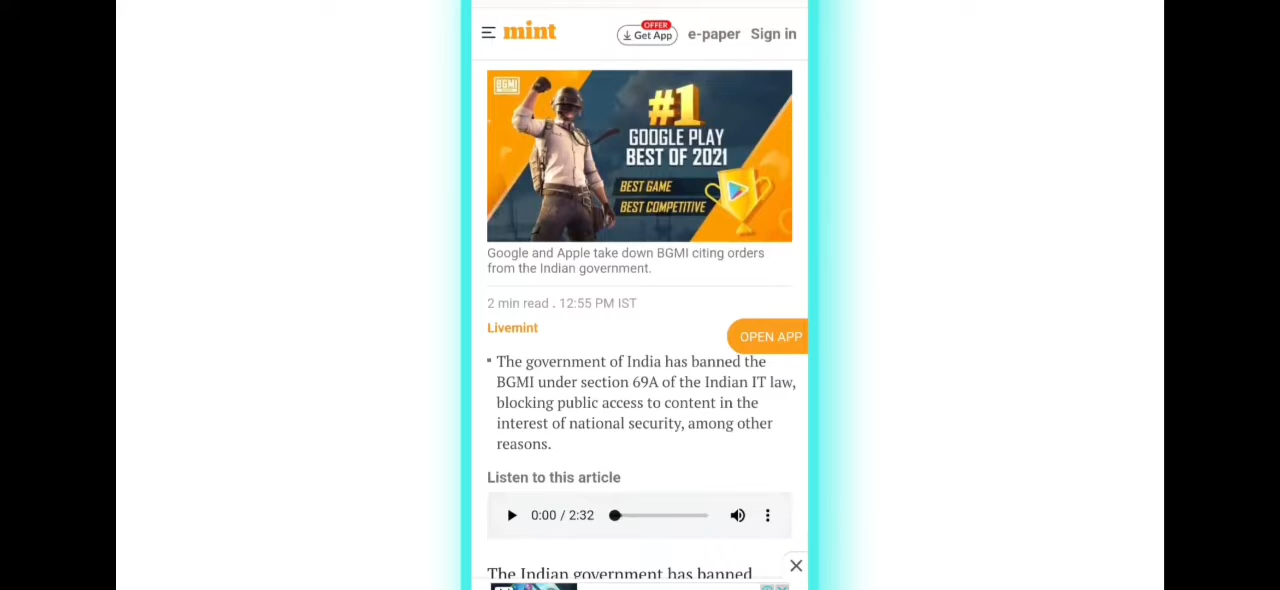 mint
OFFER
Get App
e-paper
Sign in
BGMI
#1
GOOGLE PLAY
BEST OF 2021
BEST GAME
BEST COMPETITIVE
Google and Apple take down BGMI citing orders
from the Indian government.
2 min read . 12:55 PM IST
Livemint
OPEN APP
The government of India has banned the
BGMI under section 69A of the Indian IT law,
blocking public access to content in the
interest of national security, among other
reasons.
Listen to this article
0:00 / 2:32
The Indian government has banned